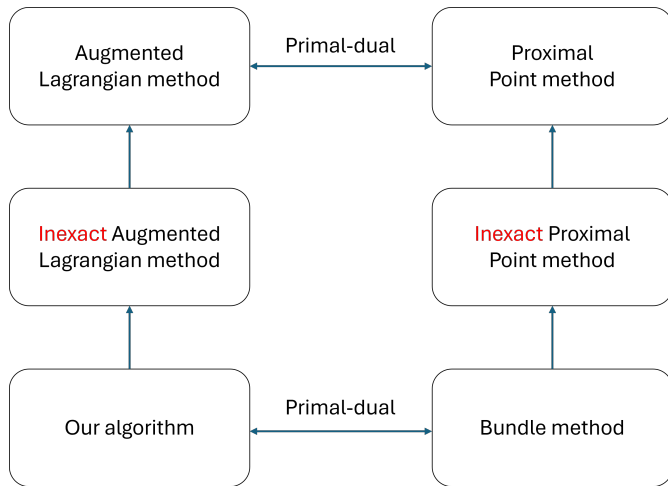 Augmented
Lagrangian method
Primal-dual
Proximal
Point method
Inexact Augmented
Lagrangian method
Inexact Proximal
Point method
Our algorithm
Primal-dual
Bundle method